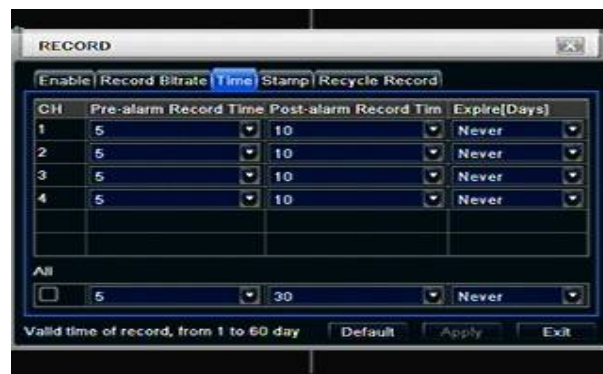 RECORD
Enable Record Bitrate Time Stamp Recycle Record
CH Pre-alarm Record Time Post-alarm Record Tim Expire[Days]
1 5 10 Never
2 5 10 Never
3 5 10 Never
4 5 10 Never
All
5 30 Never
Valid time of record, from 1 to 60 day Default Apply Exit